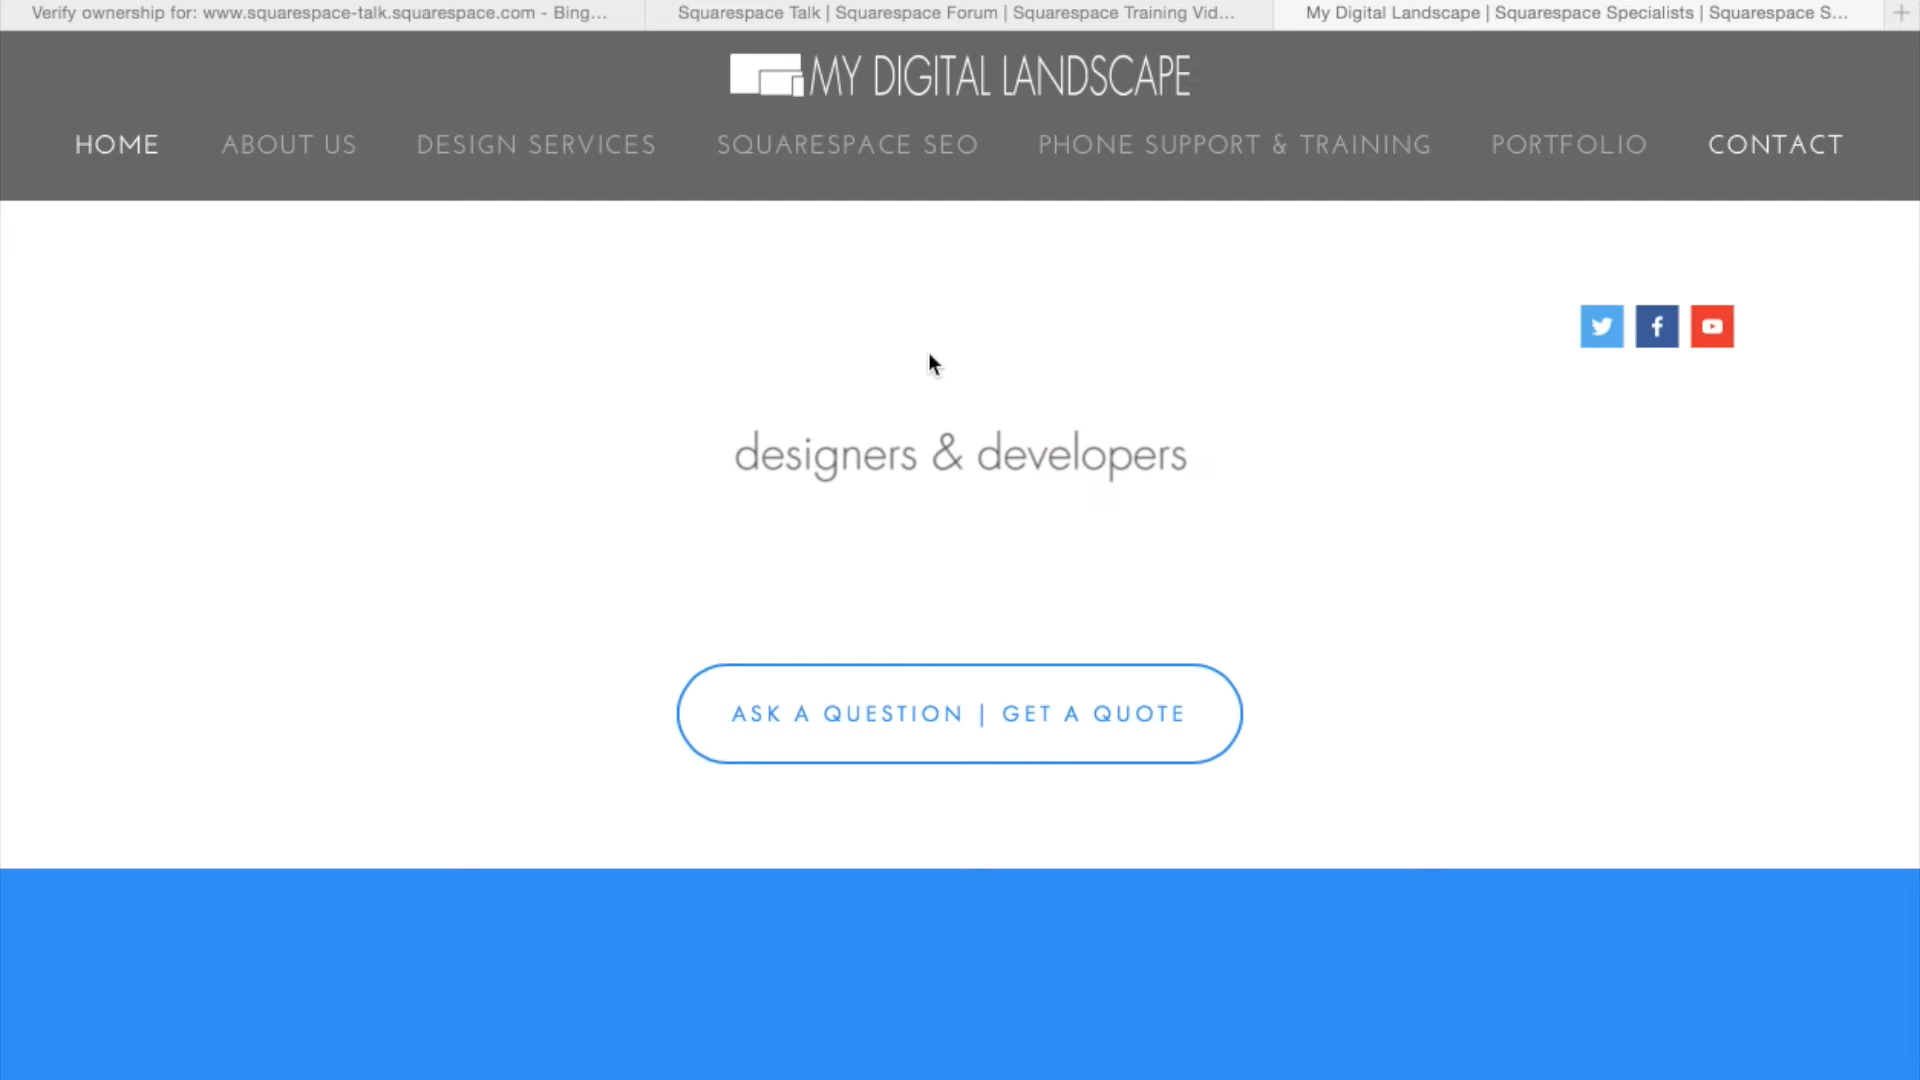 Verify ownership for: www.squarespace-talk.squarespace.com - Bing...
Squarespace Talk | Squarespace Forum | Squarespace Training Vid...
My Digital Landscape | Squarespace Specialists | Squarespace S...
MY DIGITAL LANDSCAPE
HOME ABOUT US DESIGN SERVICES SQUARESPACE SEO PHONE SUPPORT & TRAINING PORTFOLIO CONTACT
designers & developers
ASK A QUESTION | GET A QUOTE